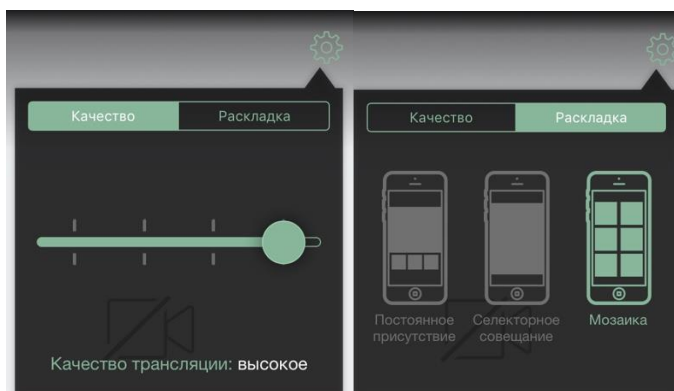 Качество Раскладка
Качество трансляции: высокое
Качество Раскладка
Постоянное
присутствие
Селекторное
совещание
Мозаика